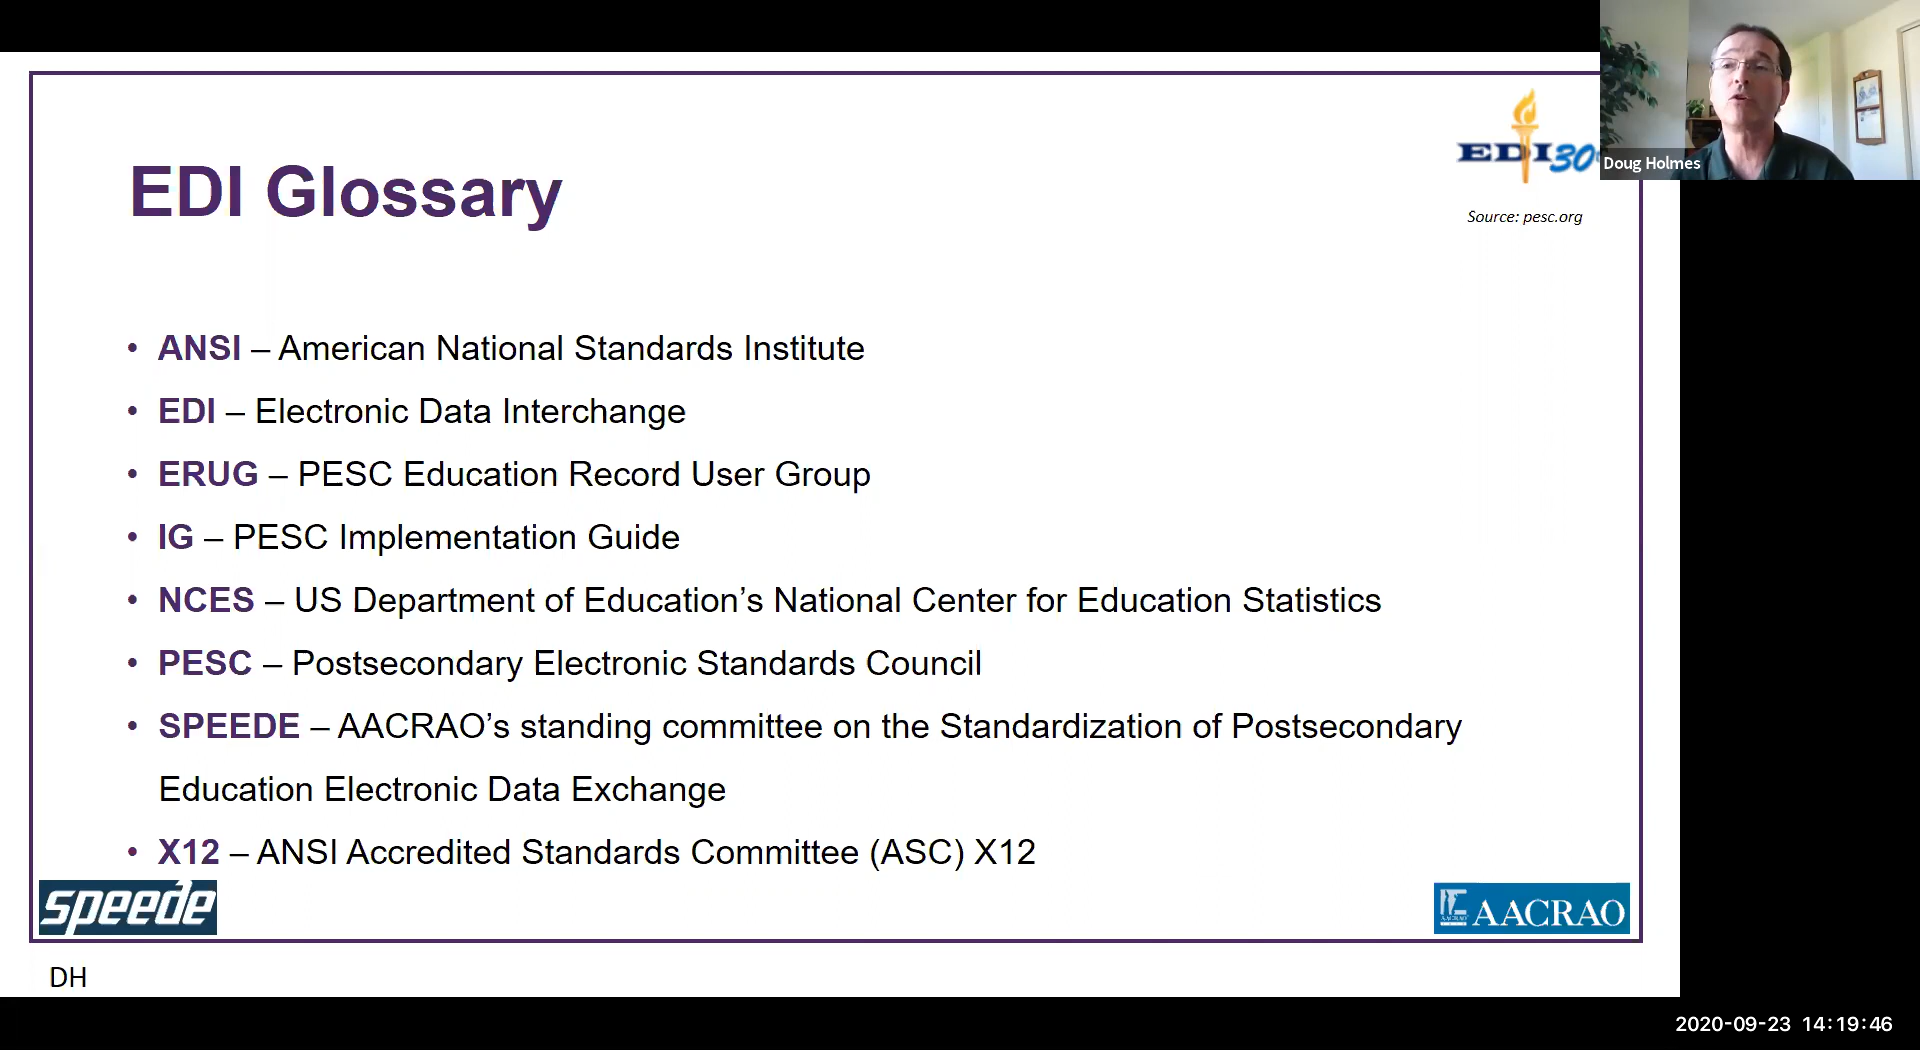 EDI Glossary
EDI 30
Source: pesc.org
Doug Holmes
• ANSI – American National Standards Institute
• EDI – Electronic Data Interchange
• ERUG – PESC Education Record User Group
• IG – PESC Implementation Guide
• NCES – US Department of Education’s National Center for Education Statistics
• PESC – Postsecondary Electronic Standards Council
• SPEEDE – AACRAO’s standing committee on the Standardization of Postsecondary
Education Electronic Data Exchange
• X12 – ANSI Accredited Standards Committee (ASC) X12
speede
AACRAO
DH
2020-09-23 14:19:46